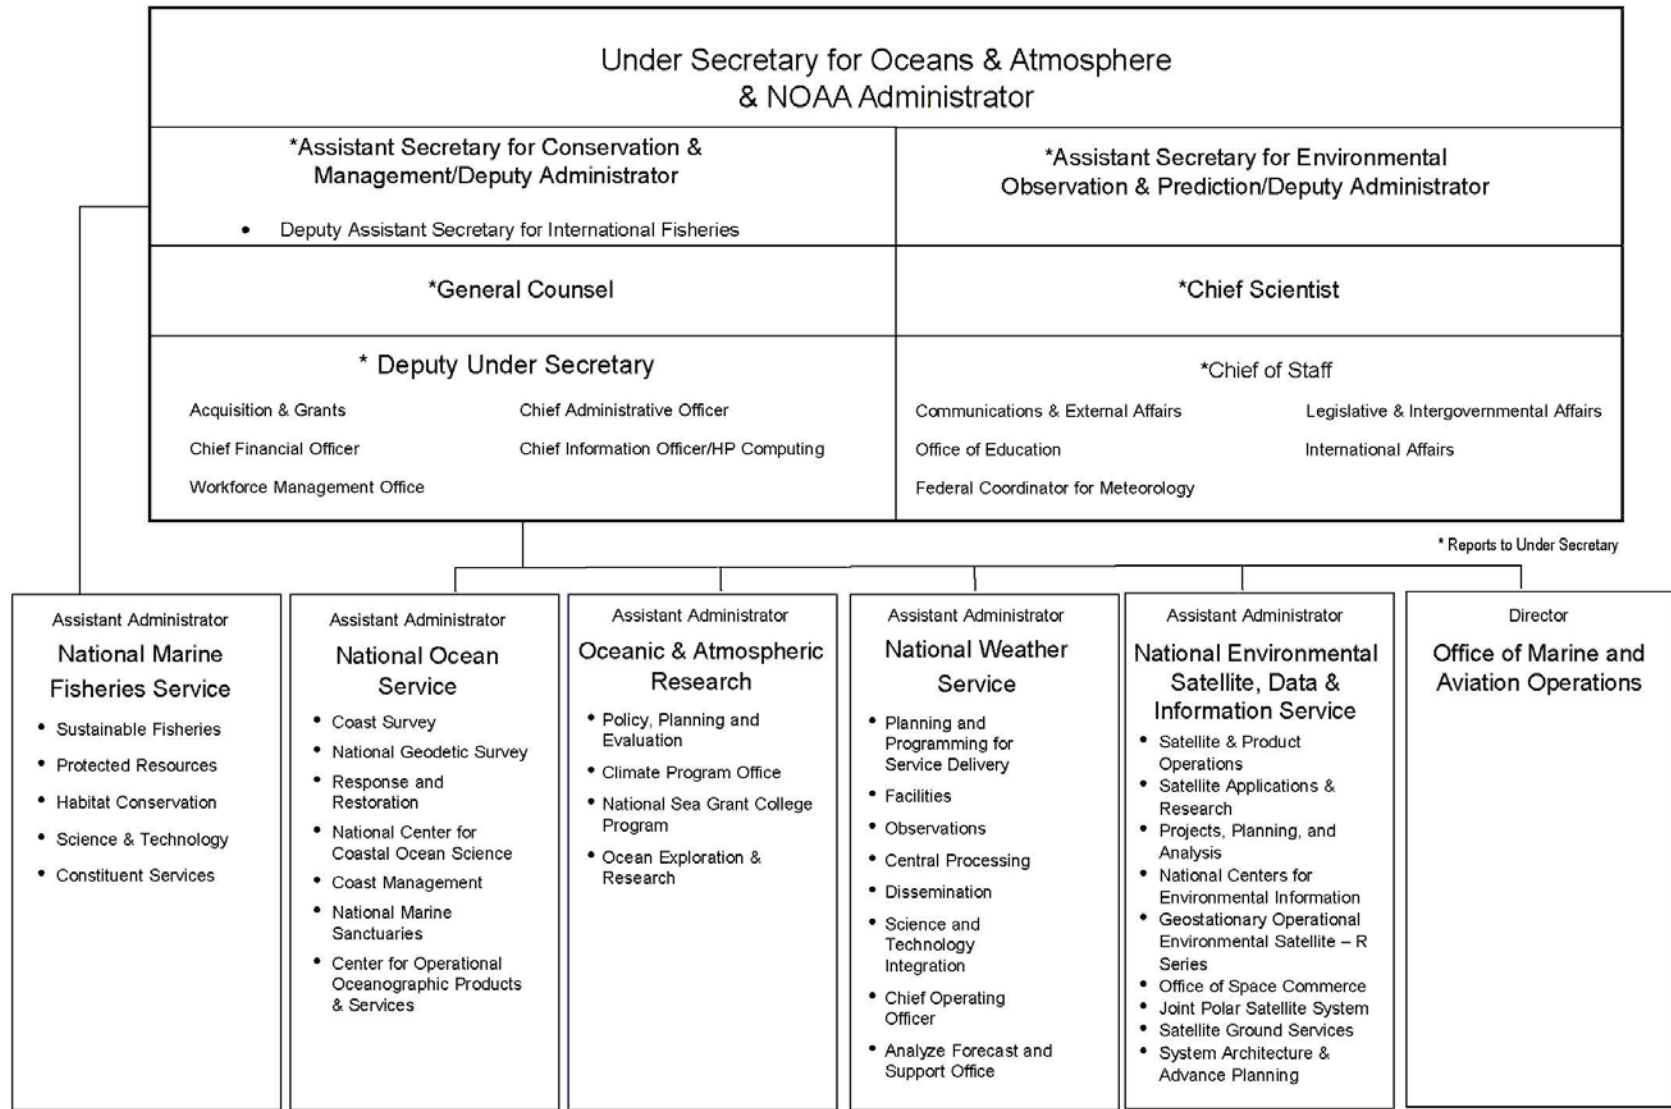 Under Secretary for Oceans & Atmosphere
& NOAA Administrator
*Assistant Secretary for Conservation &
Management/Deputy Administrator
• Deputy Assistant Secretary for International Fisheries
*Assistant Secretary for Environmental
Observation & Prediction/Deputy Administrator
*General Counsel
*Chief Scientist
* Deputy Under Secretary
Acquisition & Grants
Chief Administrative Officer
Chief Financial Officer
Chief Information Officer/HP Computing
Workforce Management Office
*Chief of Staff
Communications & External Affairs
Legislative & Intergovernmental Affairs
Office of Education
International Affairs
Federal Coordinator for Meteorology
* Reports to Under Secretary
Assistant Administrator
National Marine
Fisheries Service
• Sustainable Fisheries
• Protected Resources
• Habitat Conservation
• Science & Technology
• Constituent Services
Assistant Administrator
National Ocean
Service
• Coast Survey
• National Geodetic Survey
• Response and
Restoration
• National Center for
Coastal Ocean Science
• Coast Management
• National Marine
Sanctuaries
• Center for Operational
Oceanographic Products
& Services
Assistant Administrator
Oceanic & Atmospheric
Research
• Policy, Planning and
Evaluation
• Climate Program Office
• National Sea Grant College
Program
• Ocean Exploration &
Research
Assistant Administrator
National Weather
Service
• Planning and
Programming for
Service Delivery
• Facilities
• Observations
• Central Processing
• Dissemination
• Science and
Technology
Integration
• Chief Operating
Officer
• Analyze Forecast and
Support Office
Assistant Administrator
National Environmental
Satellite, Data &
Information Service
• Satellite & Product
Operations
• Satellite Applications &
Research
• Projects, Planning, and
Analysis
• National Centers for
Environmental Information
• Geostationary Operational
Environmental Satellite – R
Series
• Office of Space Commerce
• Joint Polar Satellite System
• Satellite Ground Services
• System Architecture &
Advance Planning
Director
Office of Marine and
Aviation Operations